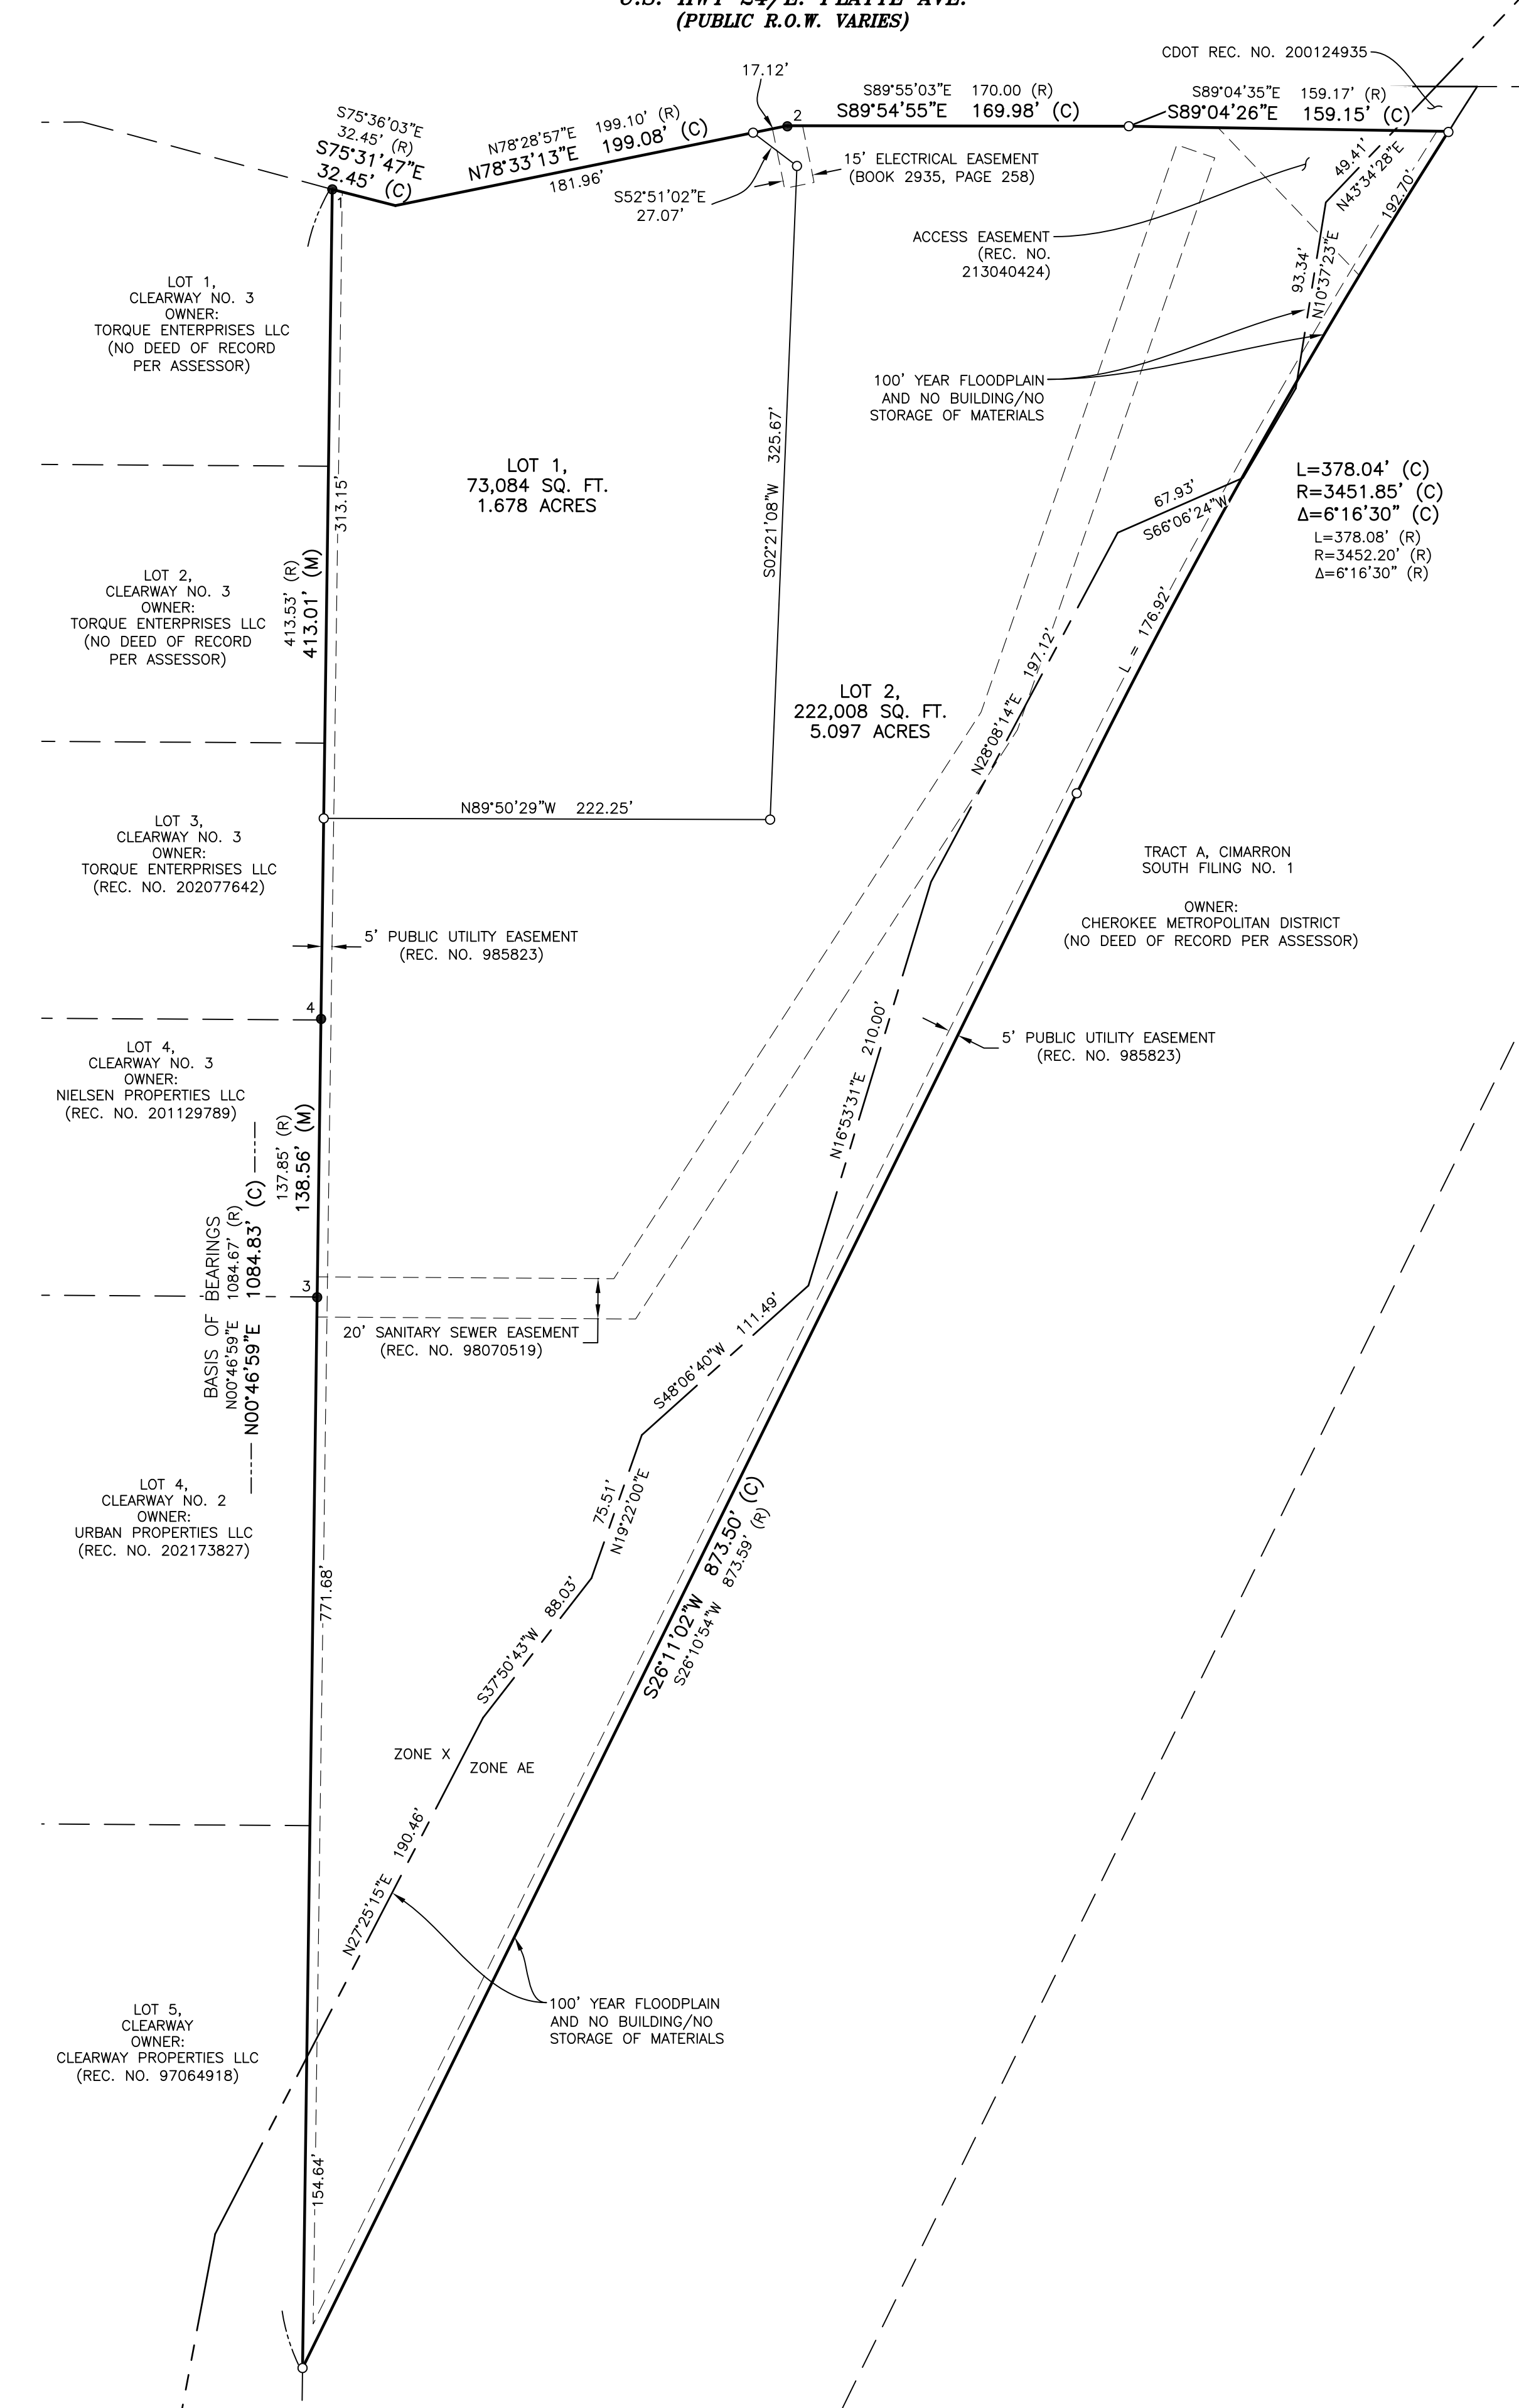 U.S. HWY 24/E. PLATTE AVE.
(PUBLIC R.O.W. VARIES)
CDOT REC. NO. 200124935
17.12'
S89°55'03"E 170.00 (R)
S89°54'55"E 169.98' (C)
S89°04'35"E 159.17' (R)
S89°04'26"E 159.15' (C)
S75°36'03"E
32.45' (R)
S75°31'47"E
32.45' (C)
N78°28'57"E 199.10' (R)
N78°33'13"E 199.08' (C)
181.96'
2
1
S52°51'02"E
27.07'
15' ELECTRICAL EASEMENT
(BOOK 2935, PAGE 258)
49.41'
N43°34'28"E
192.70'
ACCESS EASEMENT
(REC. NO.
213040424)
93.34'
N10°37'23"E
LOT 1,
CLEARWAY NO. 3
OWNER:
TORQUE ENTERPRISES LLC
(NO DEED OF RECORD
PER ASSESSOR)
100' YEAR FLOODPLAIN
AND NO BUILDING/NO
STORAGE OF MATERIALS
LOT 1,
73,084 SQ. FT.
1.678 ACRES
313.15'
S02°21'08"W 325.67'
67.93'
S66°06'24"W
L=378.04' (C)
R=3451.85' (C)
Δ=6°16'30" (C)
L=378.08' (R)
R=3452.20' (R)
Δ=6°16'30" (R)
LOT 2,
CLEARWAY NO. 3
OWNER:
TORQUE ENTERPRISES LLC
(NO DEED OF RECORD
PER ASSESSOR)
413.53' (R)
413.01' (M)
L = 176.92'
N28°08'14"E 197.12'
LOT 2,
222,008 SQ. FT.
5.097 ACRES
N89°50'29"W 222.25'
LOT 3,
CLEARWAY NO. 3
OWNER:
TORQUE ENTERPRISES LLC
(REC. NO. 202077642)
TRACT A, CIMARRON
SOUTH FILING NO. 1
OWNER:
CHEROKEE METROPOLITAN DISTRICT
(NO DEED OF RECORD PER ASSESSOR)
5' PUBLIC UTILITY EASEMENT
(REC. NO. 985823)
4
N16°53'31"E 210.00'
5' PUBLIC UTILITY EASEMENT
(REC. NO. 985823)
LOT 4,
CLEARWAY NO. 3
OWNER:
NIELSEN PROPERTIES LLC
(REC. NO. 201129789)
137.85' (R)
138.56' (M)
BASIS OF BEARINGS
N00°46'59"E 1084.67' (R)
N00°46'59"E 1084.83' (C)
3
20' SANITARY SEWER EASEMENT
(REC. NO. 98070519)
S48°06'40"W 111.49'
75.51'
N19°22'00"E
LOT 4,
CLEARWAY NO. 2
OWNER:
URBAN PROPERTIES LLC
(REC. NO. 202173827)
771.68'
S26°11'02"W 873.50' (C)
S26°10'54"W 873.59' (R)
S37°50'43"W 88.03'
ZONE X
ZONE AE
N27°25'15"E 190.46'
100' YEAR FLOODPLAIN
AND NO BUILDING/NO
STORAGE OF MATERIALS
LOT 5,
CLEARWAY
OWNER:
CLEARWAY PROPERTIES LLC
(REC. NO. 97064918)
154.64'